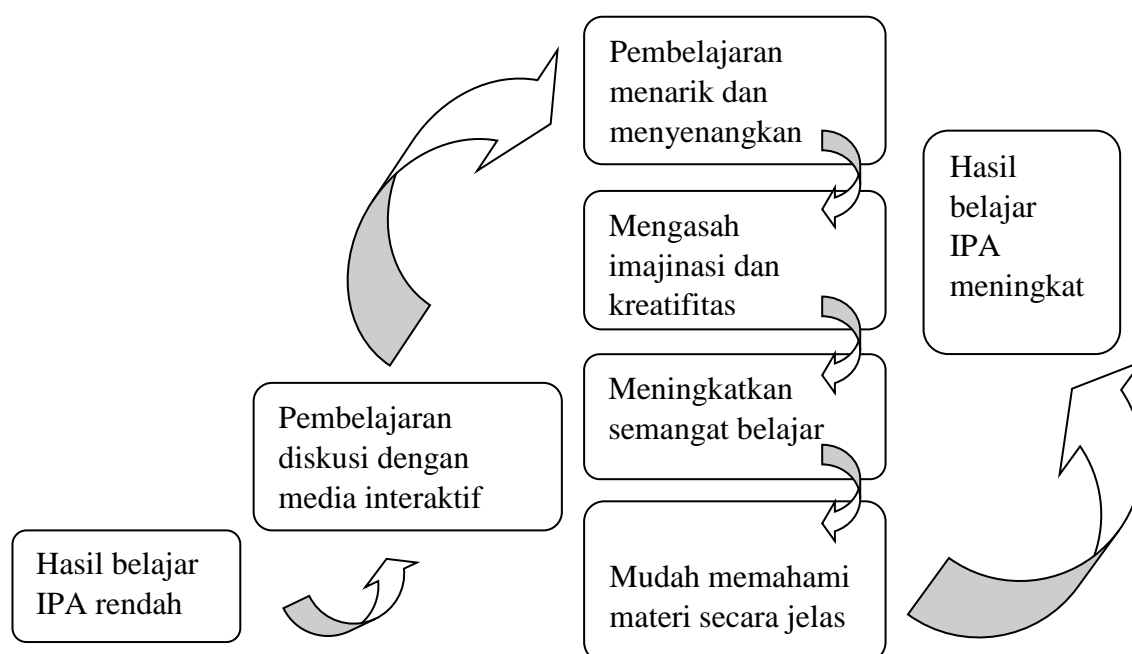 Hasil belajar
IPA rendah
Pembelajaran
diskusi dengan
media interaktif
Pembelajaran
menarik dan
menyenangkan
Mengasah
imajinasi dan
kreatifitas
Meningkatkan
semangat belajar
Mudah memahami
materi secara jelas
Hasil
belajar
IPA
meningkat